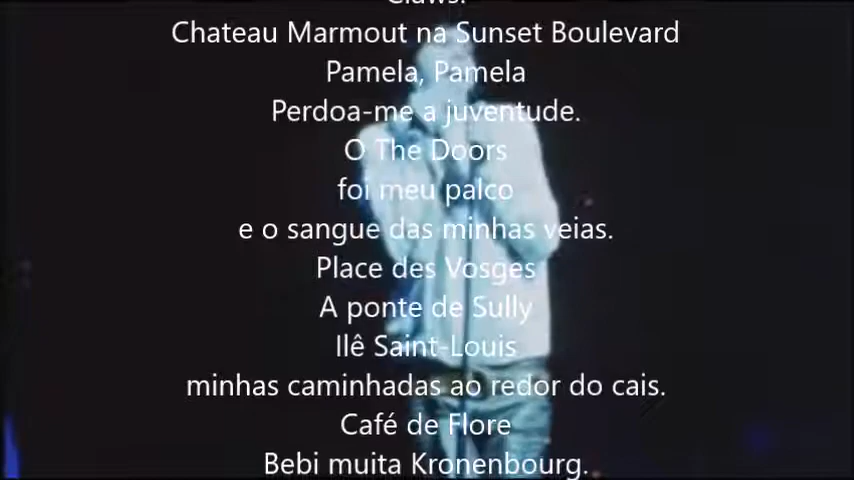 Claws.
Chateau Marmout na Sunset Boulevard
Pamela, Pamela
Perdoa-me a juventude.
O The Doors
foi meu palco
e o sangue das minhas veias.
Place des Vosges
A ponte de Sully
Ilê Saint-Louis
minhas caminhadas ao redor do cais.
Café de Flore
Bebi muita Kronenbourg.